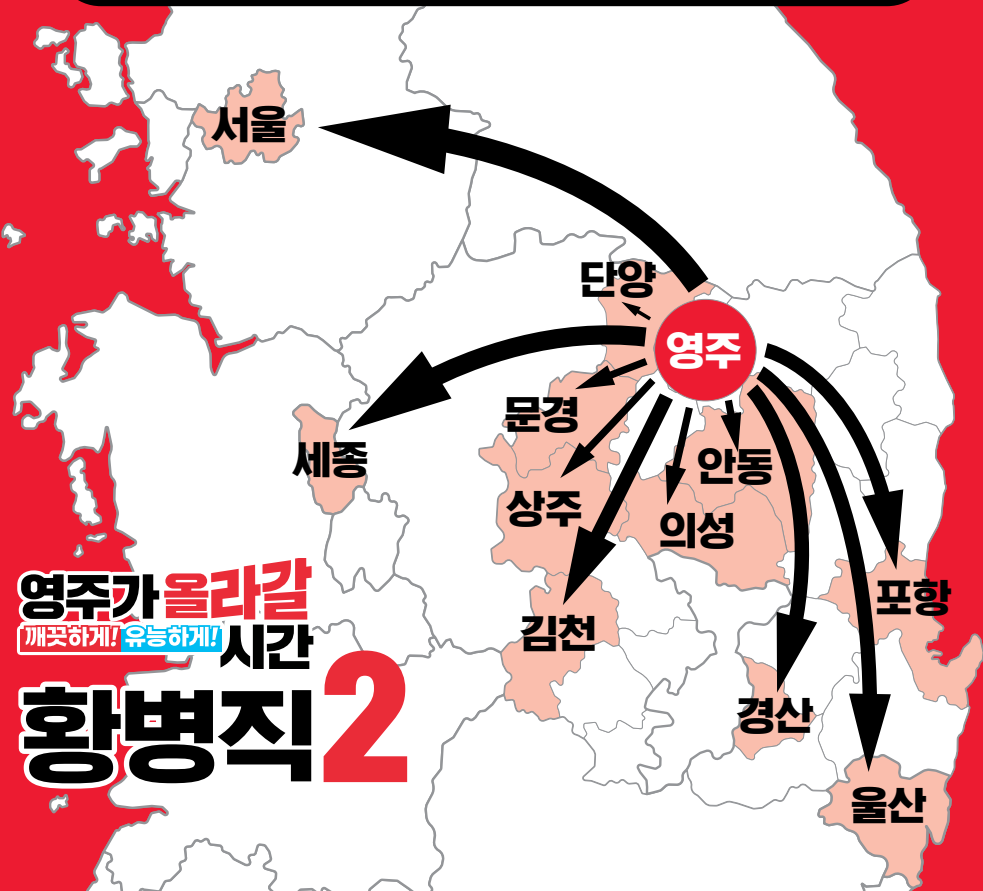 서울
단양
영주
문경
세종
안동
상주
의성
영주가 올라갈
깨끗하게! 유능하게! 시간
포항
김천
황병직 2
경산
울산